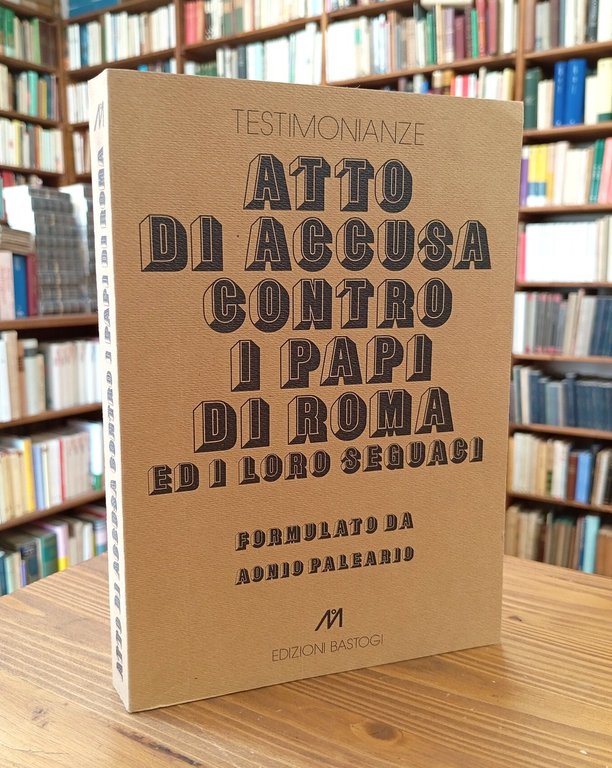 TESTIMONIANZE
ATTO
DI ACCUSA
CONTRO
I PAPI
DI ROMA
ED I LORO SEGUACI
FORMULATO DA
AONIO PALEARIO
EDIZIONI BASTOGI
ATTO DI ACCUSA CONTRO I PAPI DI ROMA